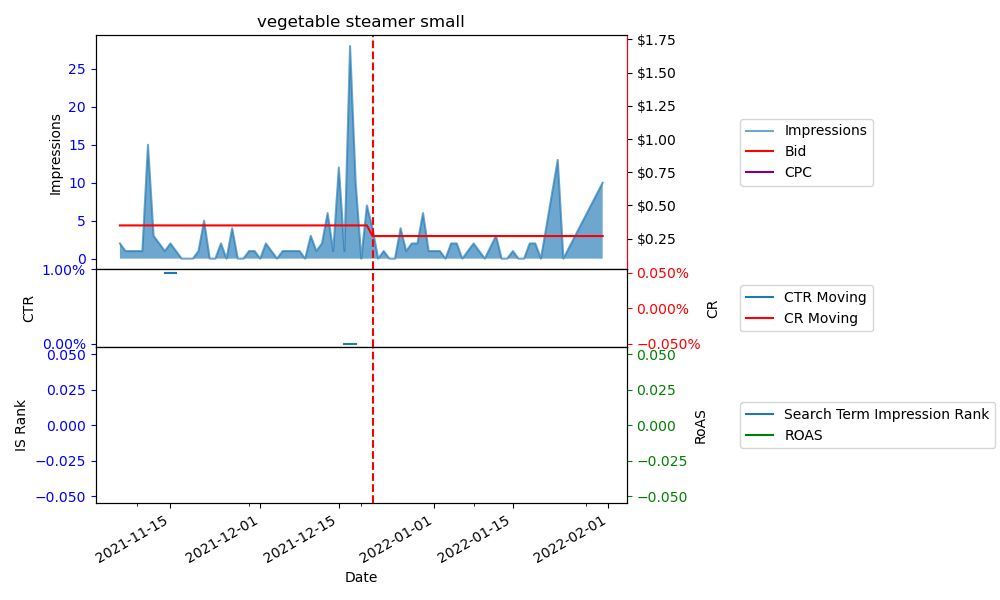 vegetable steamer small
Impressions
25
20
15
10
5
0
$1.75
$1.50
$1.25
$1.00
$0.75
$0.50
$0.25
Impressions
Bid
CPC
CTR
1.00%
0.00%
0.050%
0.000%
−0.050%
CR
CTR Moving
CR Moving
IS Rank
0.050
0.025
0.000
−0.025
−0.050
0.050
0.025
0.000
−0.025
−0.050
RoAS
Search Term Impression Rank
ROAS
2021-11-15
2021-12-01
2021-12-15
2022-01-01
2022-01-15
2022-02-01
Date